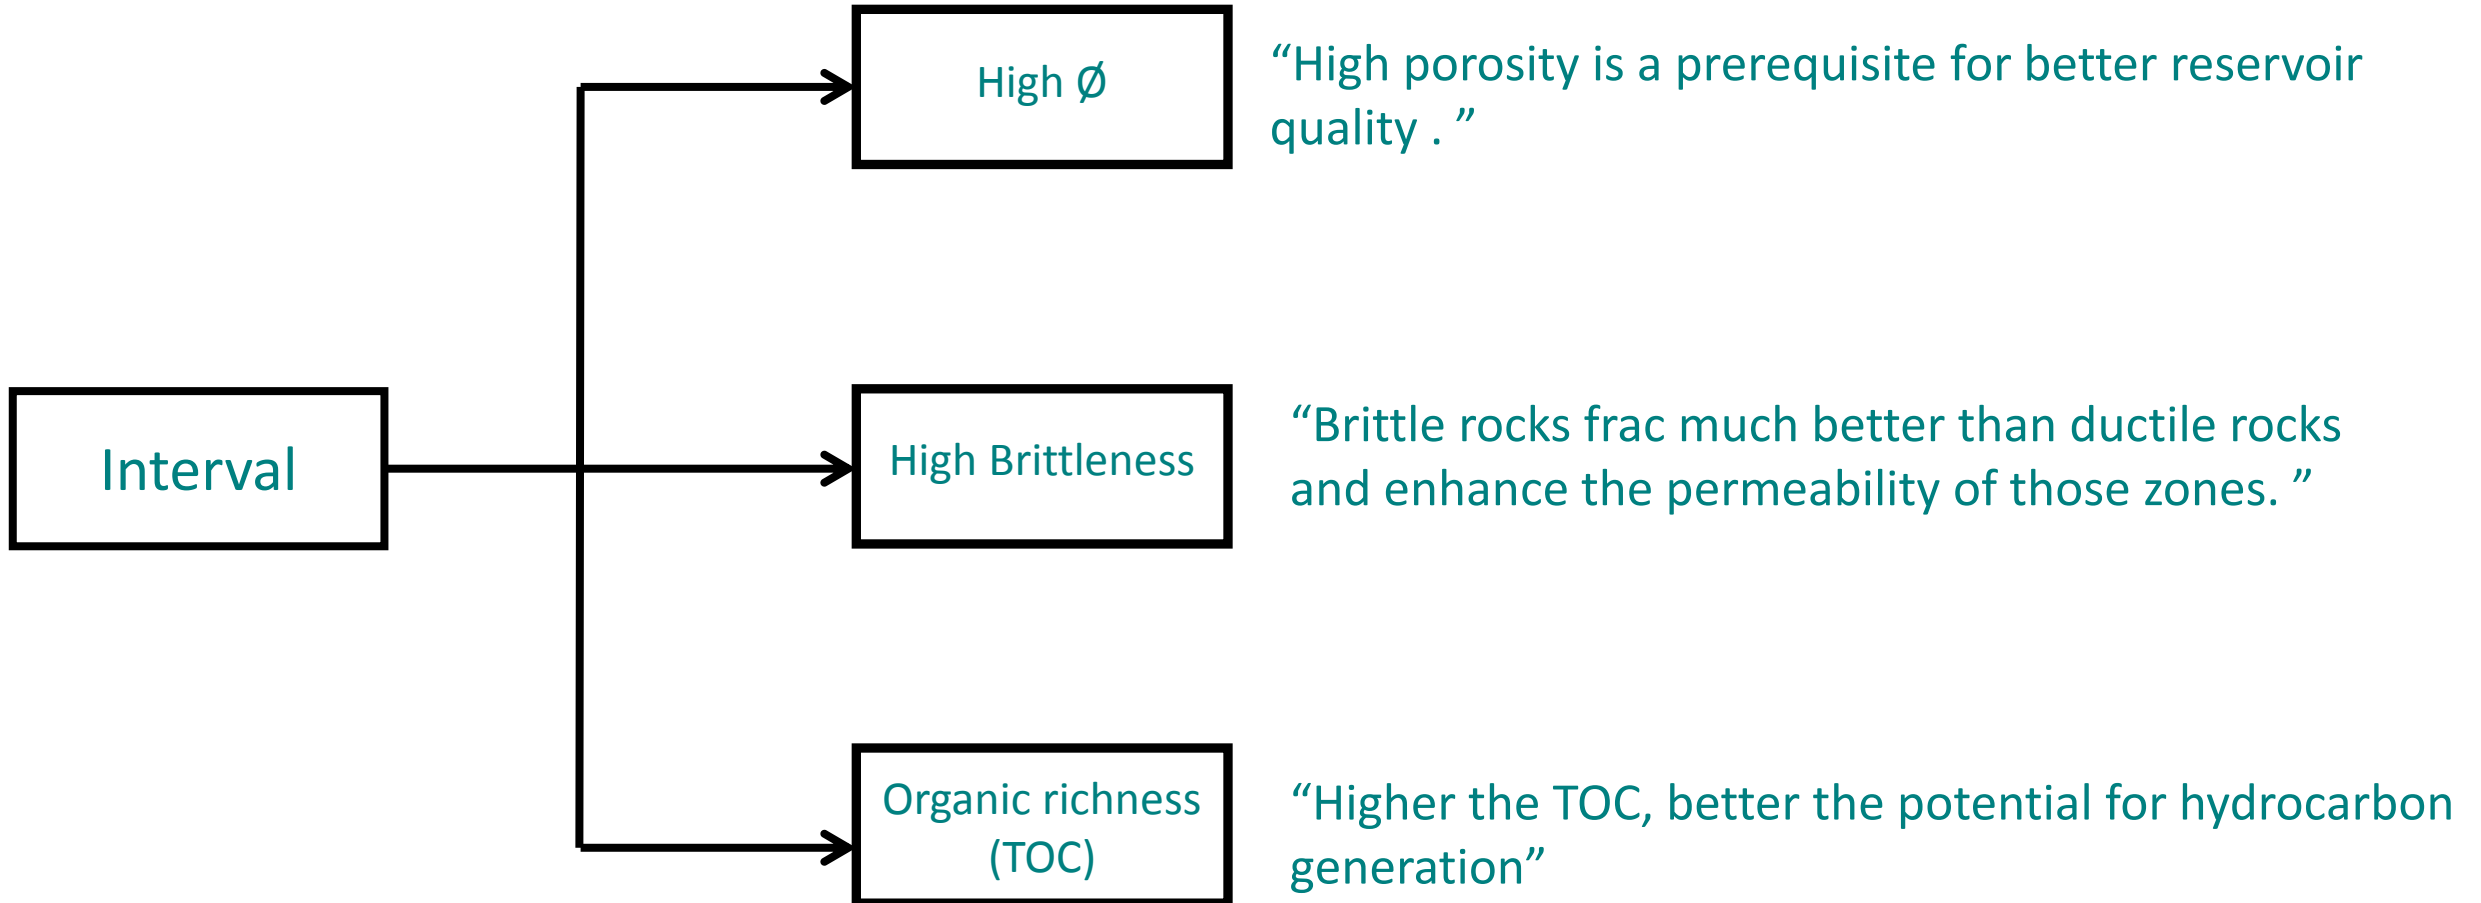 High Ø
“High porosity is a prerequisite for better reservoir
quality . ”
Interval
High Brittleness
“Brittle rocks frac much better than ductile rocks
and enhance the permeability of those zones. ”
Organic richness
(TOC)
“Higher the TOC, better the potential for hydrocarbon
generation”